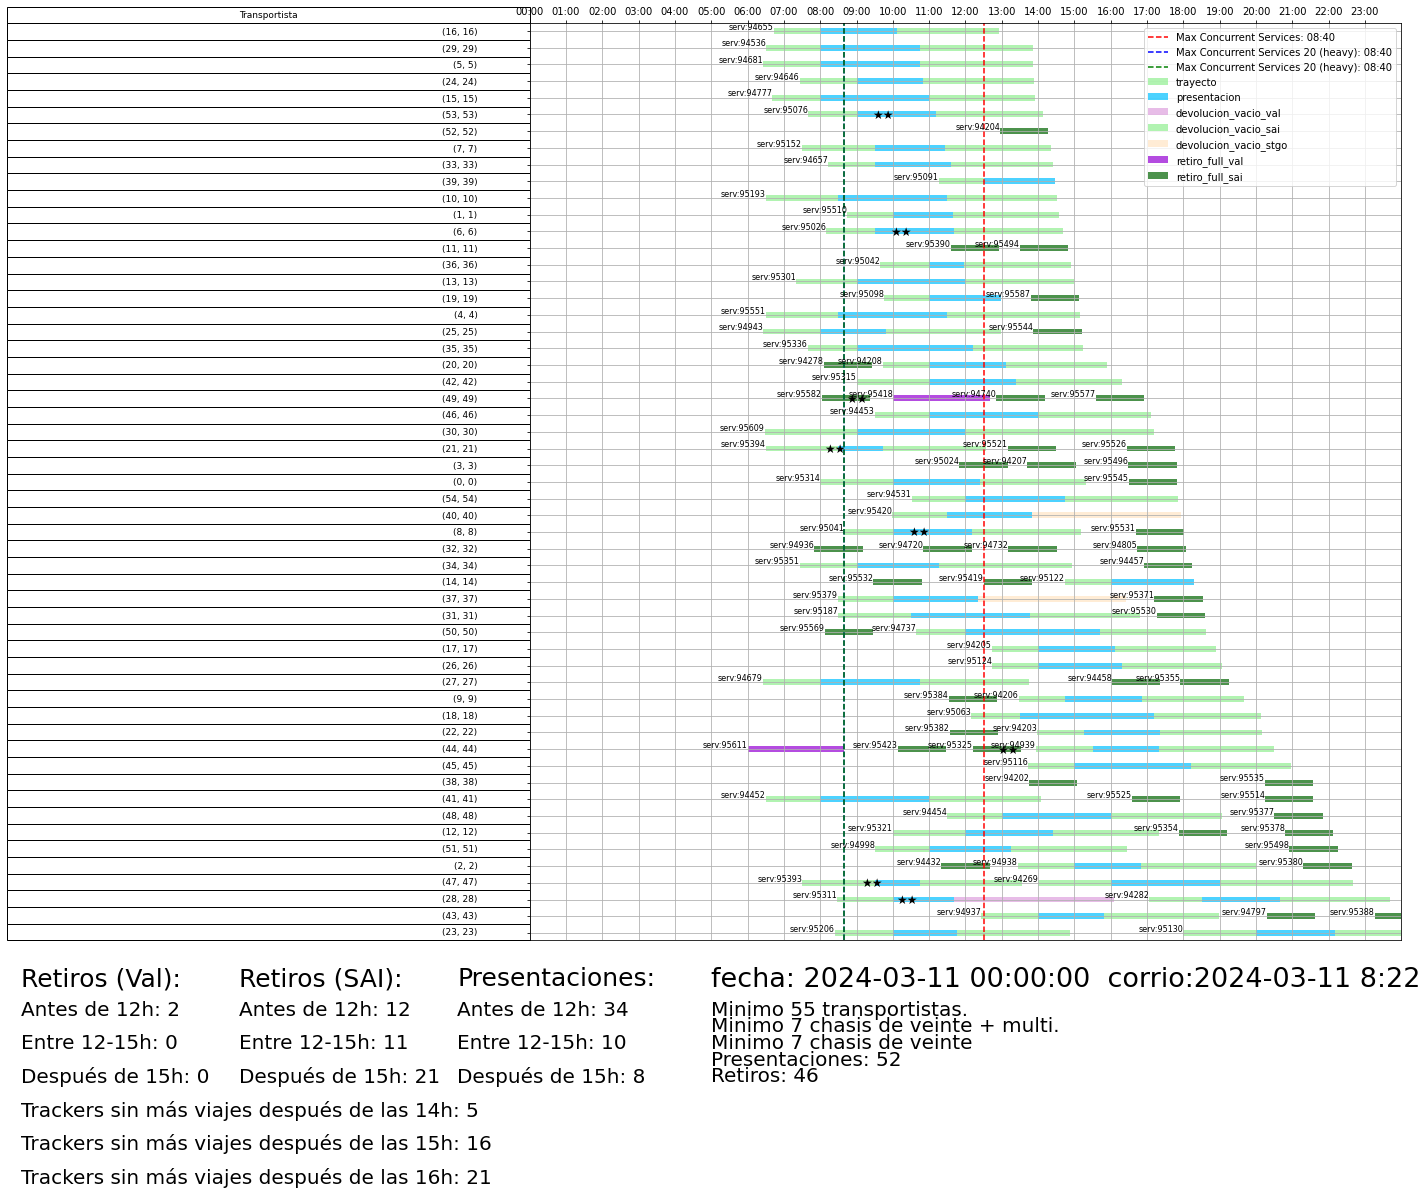 Transportista
00:00 01:00 02:00 03:00 04:00 05:00 06:00 07:00 08:00 09:00 10:00 11:00 12:00 13:00 14:00 15:00 16:00 17:00 18:00 19:00 20:00 21:00 22:00 23:00
Max Concurrent Services: 08:40
Max Concurrent Services 20 (heavy): 08:40
Max Concurrent Services 20 (heavy): 08:40
trayecto
presentacion
devolucion_vacio_val
devolucion_vacio_sai
devolucion_vacio_stgo
retiro_full_val
retiro_full_sai
(16, 16) serv:94655
(29, 29) serv:94536
(5, 5) serv:94681
(24, 24) serv:94646
(15, 15) serv:94777
(53, 53) serv:95076
(52, 52) serv:94204
(7, 7) serv:95152
(33, 33) serv:94657
(39, 39) serv:95091
(10, 10) serv:95193
(1, 1) serv:95510
(6, 6) serv:95026
(11, 11) serv:95390 serv:95494
(36, 36) serv:95042
(13, 13) serv:95301
(19, 19) serv:95098 serv:95587
(4, 4) serv:95551
(25, 25) serv:94943 serv:95544
(35, 35) serv:95336
(20, 20) serv:94278 serv:94208
(42, 42) serv:95315
(49, 49) serv:95582 serv:95418 serv:94740 serv:95577
(46, 46) serv:94453
(30, 30) serv:95609
(21, 21) serv:95394 serv:95521 serv:95526
(3, 3) serv:95024 serv:94207 serv:95496
(0, 0) serv:95314 serv:95545
(54, 54) serv:94531
(40, 40) serv:95420
(8, 8) serv:95041 serv:95531
(32, 32) serv:94936 serv:94720 serv:94732 serv:94805
(34, 34) serv:95351 serv:94457
(14, 14) serv:95532 serv:95419 serv:95122
(37, 37) serv:95379 serv:95371
(31, 31) serv:95187 serv:95530
(50, 50) serv:95569 serv:94737
(17, 17) serv:94205
(26, 26) serv:95124
(27, 27) serv:94679 serv:94458 serv:95355
(9, 9) serv:95384 serv:94206
(18, 18) serv:95063
(22, 22) serv:95382 serv:94203
(44, 44) serv:95611 serv:95423 serv:95325 serv:94939
(45, 45) serv:95116
(38, 38) serv:94202 serv:95535
(41, 41) serv:94452 serv:95525 serv:95514
(48, 48) serv:94454 serv:95377
(12, 12) serv:95321 serv:95354 serv:95378
(51, 51) serv:94998 serv:95498
(2, 2) serv:94432 serv:94938 serv:95380
(47, 47) serv:95393 serv:94269
(28, 28) serv:95311 serv:94282
(43, 43) serv:94937 serv:94797 serv:95388
(23, 23) serv:95206 serv:95130
Retiros (Val): Retiros (SAI): Presentaciones: fecha: 2024-03-11 00:00:00 corrio:2024-03-11 8:22
Antes de 12h: 2 Antes de 12h: 12 Antes de 12h: 34 Minimo 55 transportistas.
Minimo 7 chasis de veinte + multi.
Entre 12-15h: 0 Entre 12-15h: 11 Entre 12-15h: 10 Minimo 7 chasis de veinte
Presentaciones: 52
Después de 15h: 0 Después de 15h: 21 Después de 15h: 8 Retiros: 46
Trackers sin más viajes después de las 14h: 5
Trackers sin más viajes después de las 15h: 16
Trackers sin más viajes después de las 16h: 21